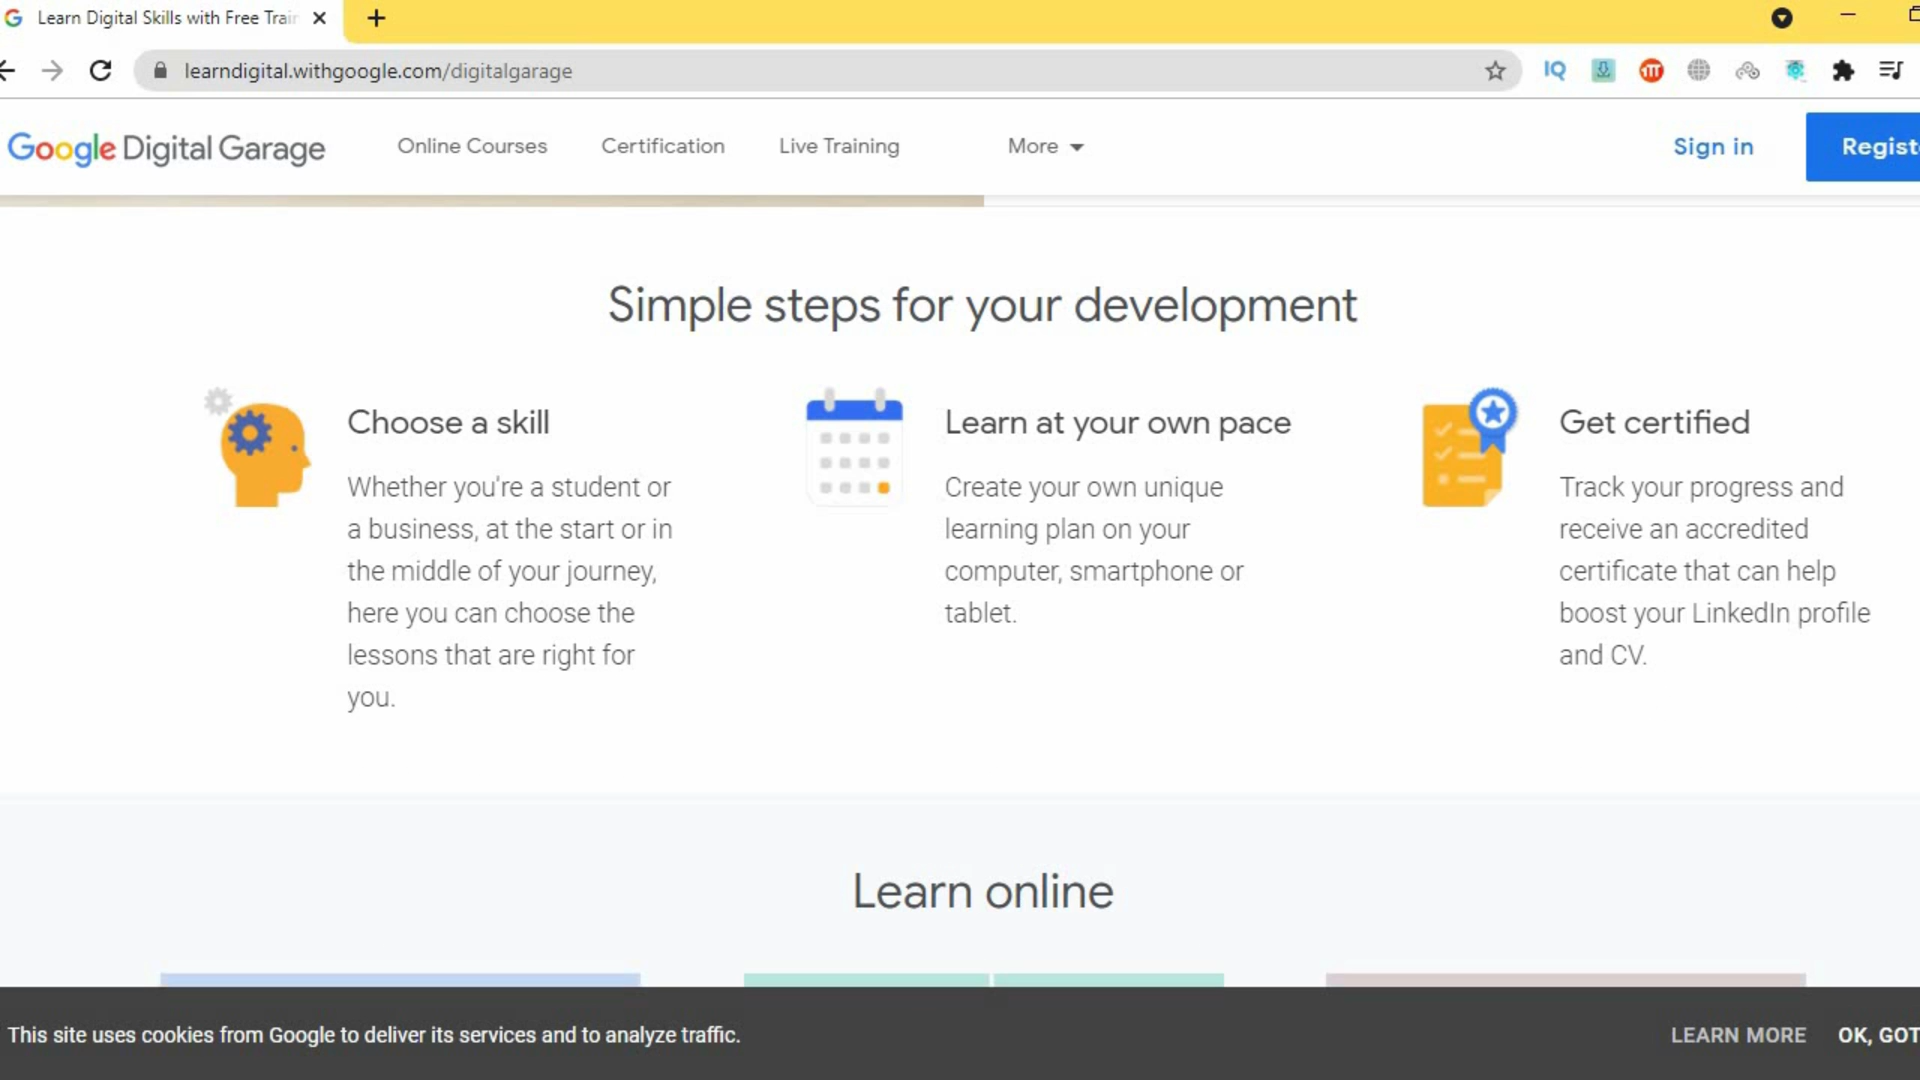 Learn Digital Skills with Free Train
learndigital.withgoogle.com/digitalgarage
IQ
Google Digital Garage
Online Courses
Certification
Live Training
More
Sign in
Regist
Simple steps for your development
Choose a skill
Whether you're a student or
a business, at the start or in
the middle of your journey,
here you can choose the
lessons that are right for
you.
Learn at your own pace
Create your own unique
learning plan on your
computer, smartphone or
tablet.
Get certified
Track your progress and
receive an accredited
certificate that can help
boost your LinkedIn profile
and CV.
Learn online
This site uses cookies from Google to deliver its services and to analyze traffic.
LEARN MORE
OK, GOT